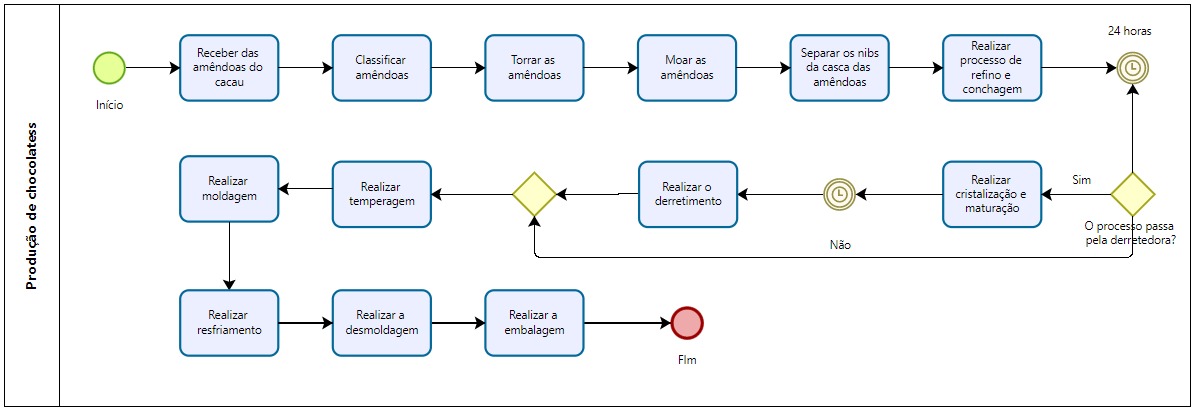 Produção de chocolatess
Início
Receber das
amêndoas do
cacau
Classificar
amêndoas
Torrar as
amêndoas
Moar as
amêndoas
Separar os nibs
da casca das
amêndoas
Realizar
processo de
refino e
conchagem
24 horas
Realizar
moldagem
Realizar
temperagem
Realizar o
derretimento
Não
Realizar
cristalização e
maturação
Sim
O processo passa
pela derretedora?
Realizar
resfriamento
Realizar a
desmoldagem
Realizar a
embalagem
FIm